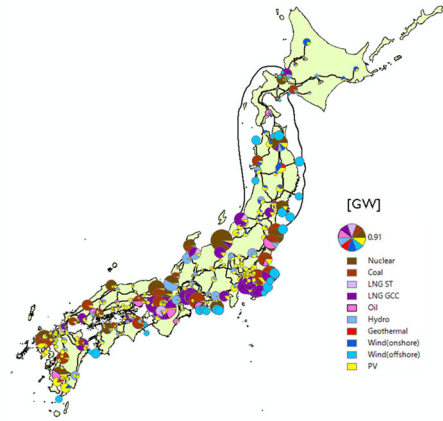 [GW]
0.91
Nuclear
Coal
LNG ST
LNG GCC
Oil
Hydro
Geothermal
Wind(onshore)
Wind(offshore)
PV